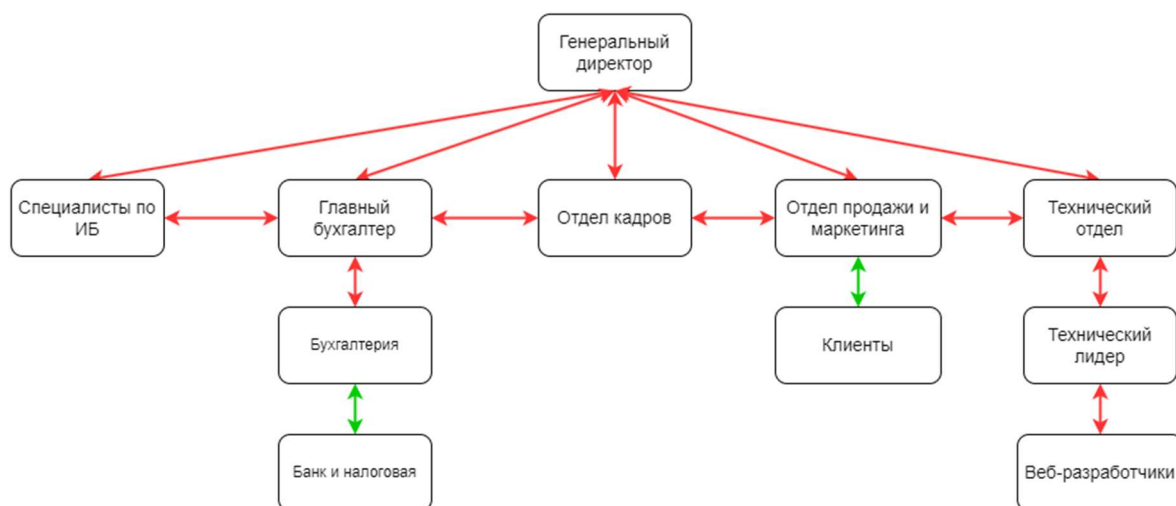 Генеральный
директор
Специалисты по
ИБ
Главный
бухгалтер
Отдел кадров
Отдел продажи и
маркетинга
Технический
отдел
Бухгалтерия
Клиенты
Технический
лидер
Банк и налоговая
Веб-разработчики